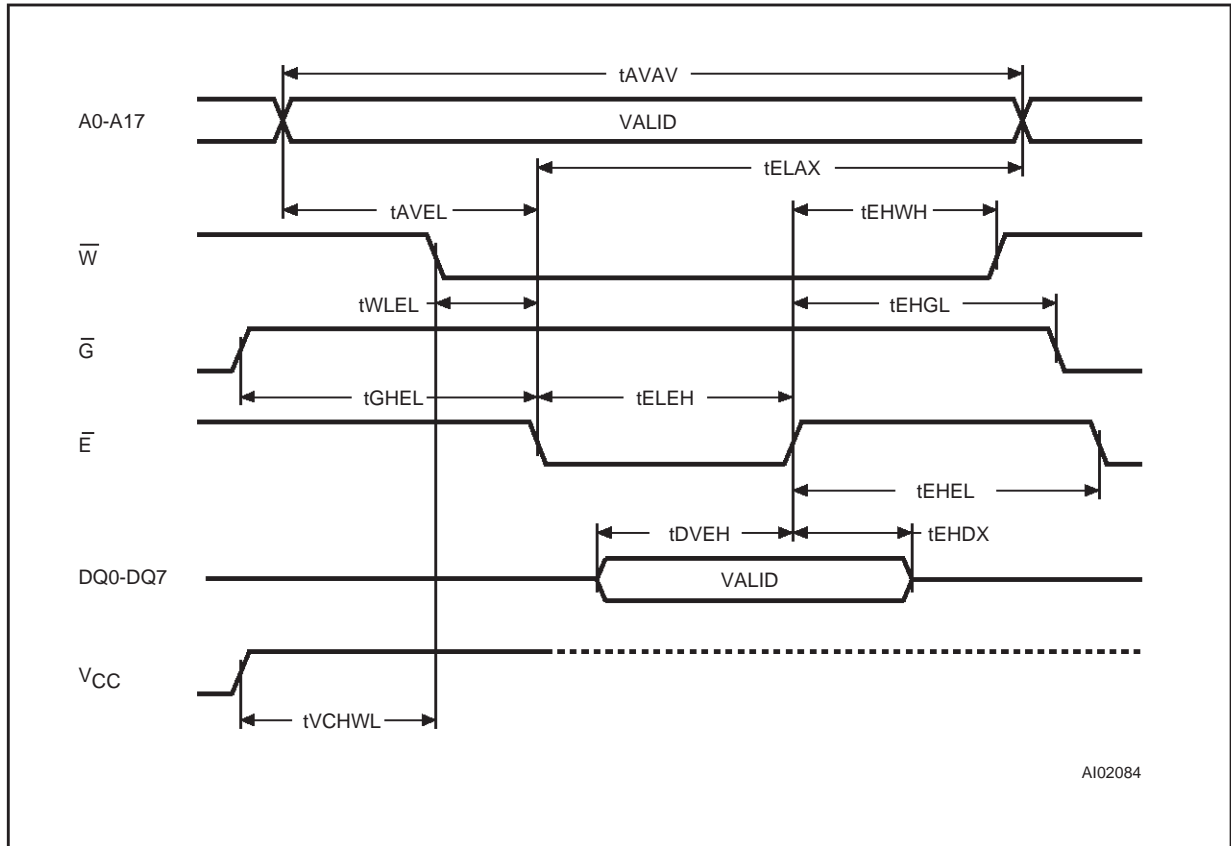 tAVAV
A0-A17 VALID
tELAX
tAVEL tEHWH
W̅
tWLEL tEHGL
G̅
tGHEL tELEH
E̅
tEHEL
tDVEH tEHDX
DQ0-DQ7 VALID
VCC
tVCHWL
AI02084